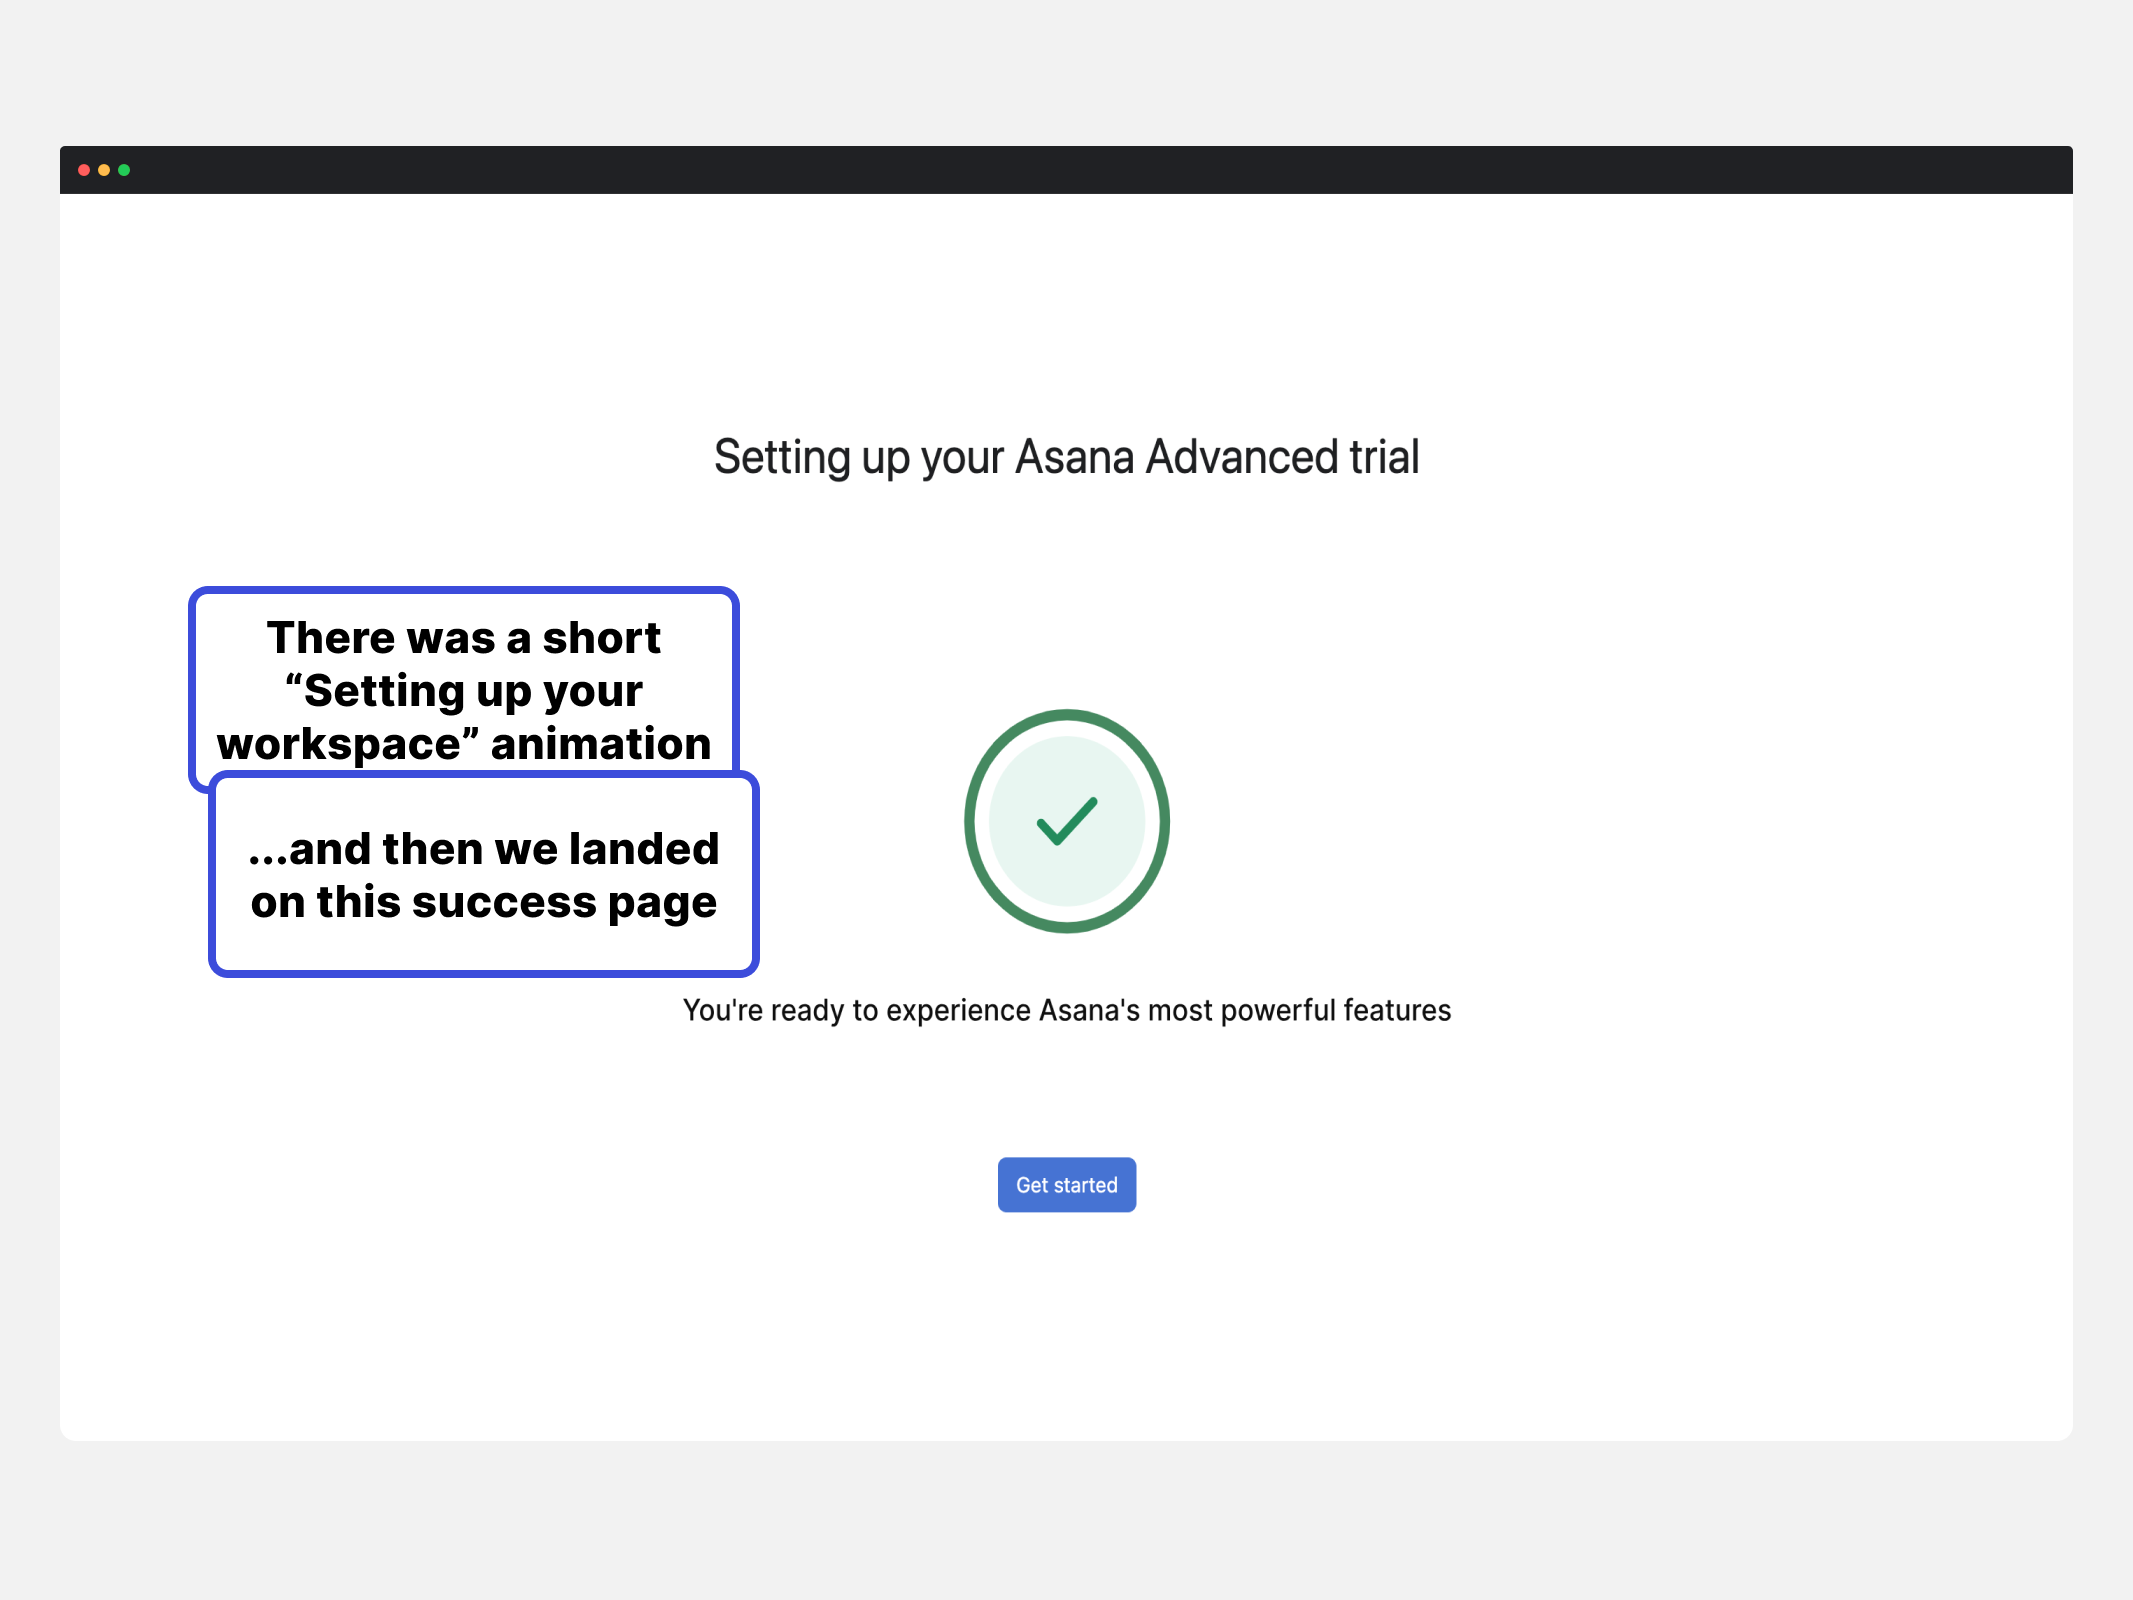 Setting up your Asana Advanced trial
There was a short
“Setting up your
workspace” animation
...and then we landed
on this success page
You're ready to experience Asana's most powerful features
Get started